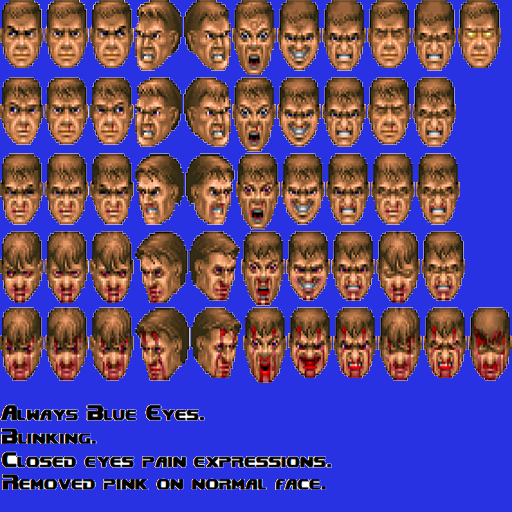 Always Blue Eyes.
Blinking.
Closed eyes pain expressions.
Removed pink on normal face.